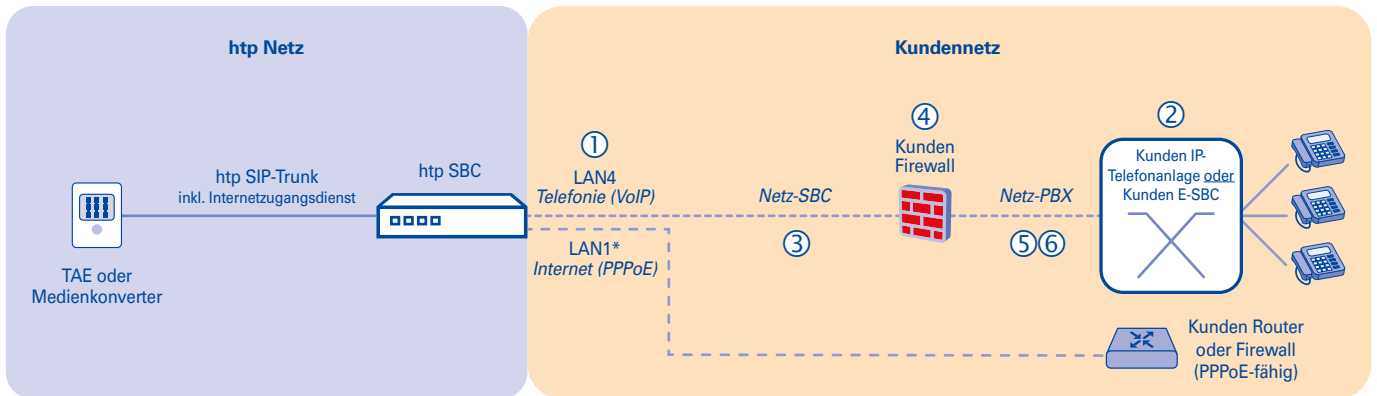 htp Netz
Kundennetz
htp SIP-Trunk
inkl. Internetzugangsdienst
htp SBC
TAE oder
Medienkonverter
①
LAN4
Telefonie (VoIP)
LAN1*
Internet (PPPoE)
Netz-SBC
③
④
Kunden
Firewall
Netz-PBX
⑤⑥
②
Kunden IP-
Telefonanlage oder
Kunden E-SBC
Kunden Router
oder Firewall
(PPPoE-fähig)